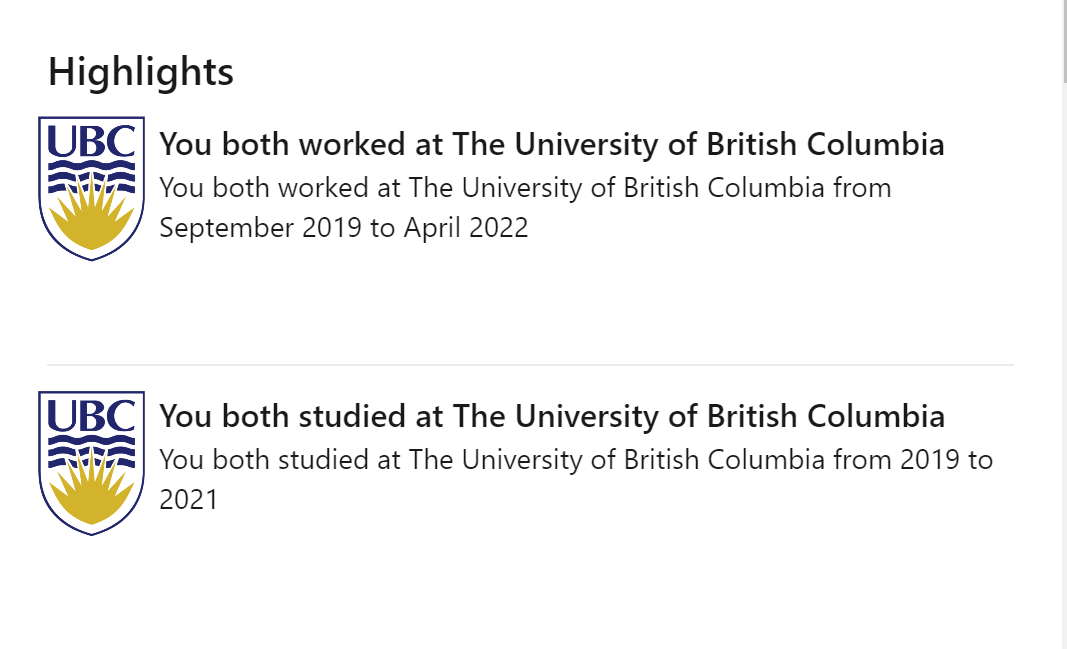 Highlights
UBC
You both worked at The University of British Columbia
You both worked at The University of British Columbia from
September 2019 to April 2022
UBC
You both studied at The University of British Columbia
You both studied at The University of British Columbia from 2019 to
2021